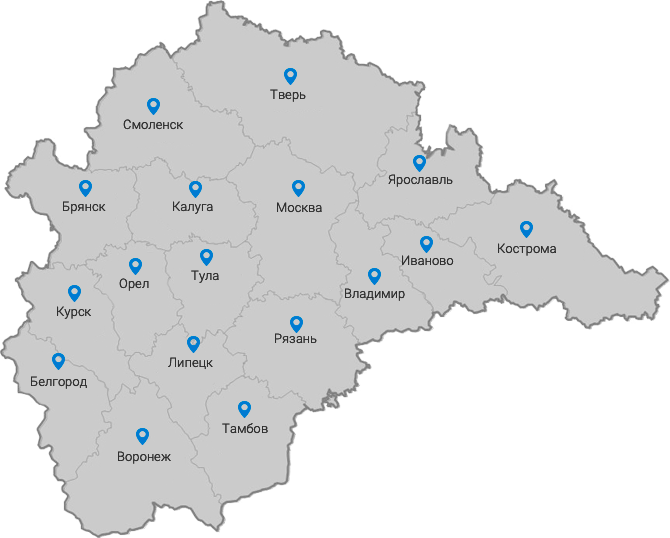 Тверь
Смоленск
Ярославль
Брянск
Калуга
Москва
Кострома
Иваново
Тула
Орел
Владимир
Курск
Рязань
Липецк
Белгород
Тамбов
Воронеж